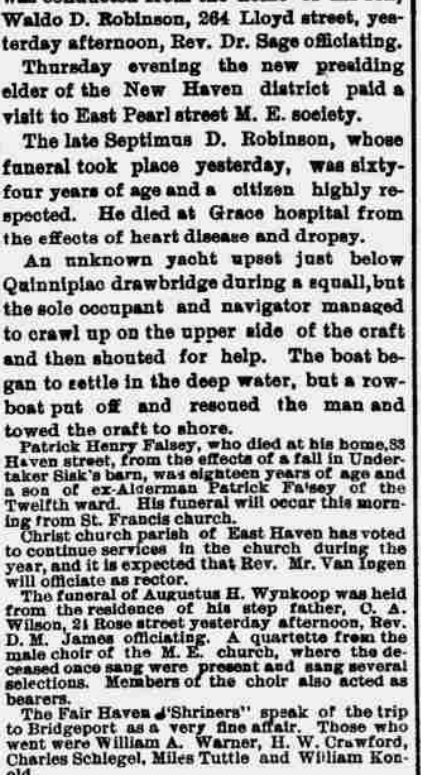 was conducted from the home of his son,
Waldo D. Robinson, 264 Lloyd street, yes-
terday afternoon, Rev. Dr. Sage officiating.
Thursday evening the new presiding
elder of the New Haven district paid a
visit to East Pearl street M. E. society.
The late Septimus D. Robinson, whose
funeral took place yesterday, was sixty-
four years of age and a citizen highly re-
spected. He died at Grace hospital from
the effects of heart disease and dropsy.
An unknown yacht upset just below
Quinnipiac drawbridge during a squall,but
the sole occupant and navigator managed
to crawl up on the upper side of the craft
and then shouted for help. The boat be-
gan to settle in the deep water, but a row-
boat put off and rescued the man and
towed the craft to shore.
Patrick Henry Falsey, who died at his home,83
Haven street, from the effects of a fall in Under-
taker Sisk's barn, was eighteen years of age and
a son of ex-Alderman Patrick Falsey of the
Twelfth ward. His funeral will occur this morn-
ing from St. Francis church.
Christ church parish of East Haven has voted
to continue services in the church during the
year, and it is expected that Rev. Mr. Van Ingen
will officiate as rector.
The funeral of Augustus H. Wynkoop was held
from the residence of his step father, C. A.
Wilson, 21 Rose street yesterday afternoon, Rev.
D. M. James officiating. A quartette from the
male choir of the M. E. church, where the de-
ceased once sang were present and sang several
selections. Members of the choir also acted as
bearers.
The Fair Haven "Shriners" speak of the trip
to Bridgeport as a very fine affair. Those who
went were William A. Warner, H. W. Crawford,
Charles Schlegel, Miles Tuttle and William Kon-
old.